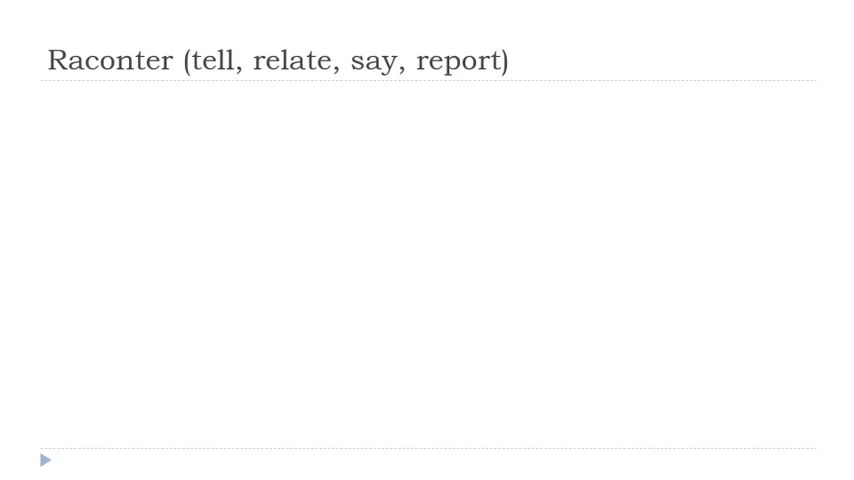 Raconter (tell, relate, say, report)